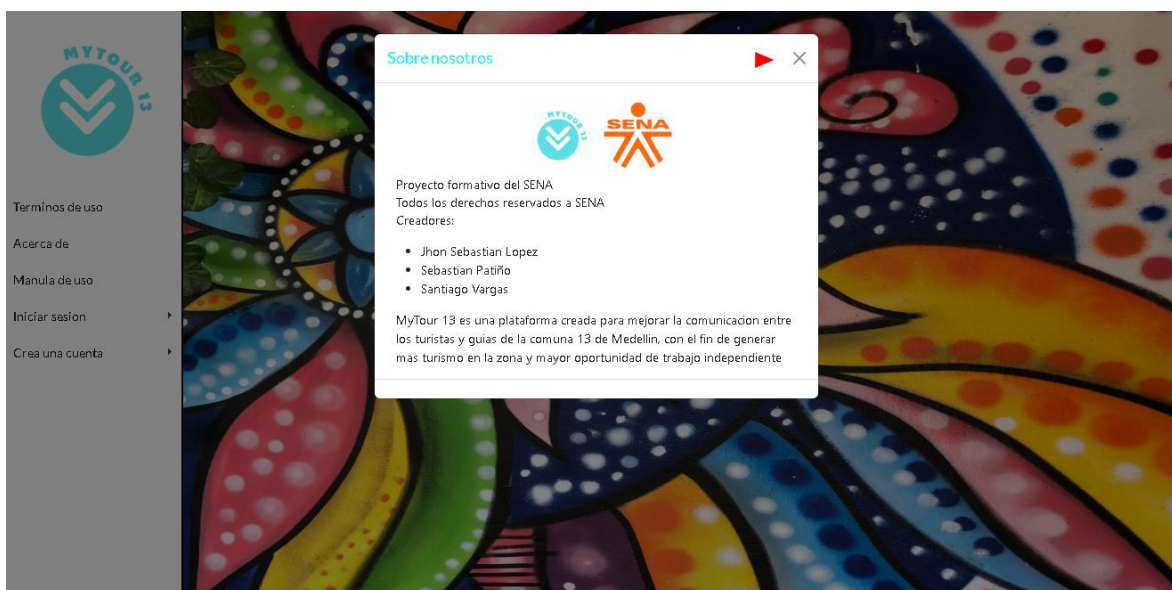 MYTOUR 13
Terminos de uso
Acerca de
Manula de uso
Iniciar sesion
Crea una cuenta
Sobre nosotros
MYTOUR 13
SENA
Proyecto formativo del SENA
Todos los derechos reservados a SENA
Creadores:
Jhon Sebastian Lopez
Sebastian Patiño
Santiago Vargas
MyTour 13 es una plataforma creada para mejorar la comunicacion entre
los turistas y guias de la comuna 13 de Medellin, con el fin de generar
mas turismo en la zona y mayor oportunidad de trabajo independiente